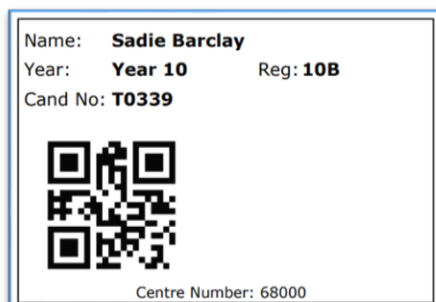 Name: Sadie Barclay
Year: Year 10 Reg: 10B
Cand No: T0339
Centre Number: 68000